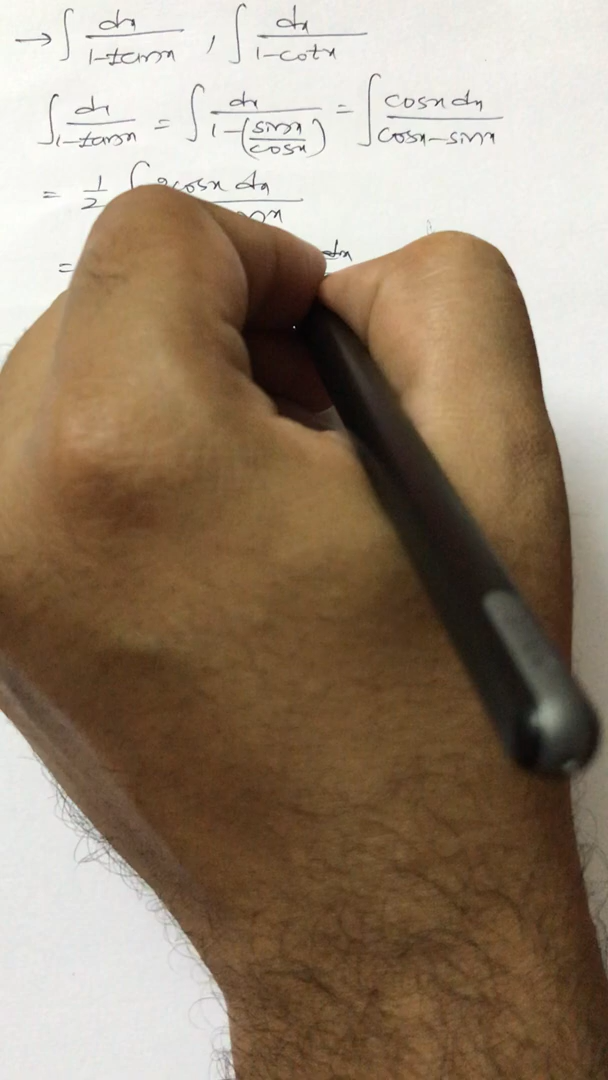 → ∫ dx / 1-tanx , ∫ dx / 1-cotx
∫ dx / 1-tanx = ∫ dx / 1-(sinx/cosx) = ∫ cosx dx / cosx-sinx
= 1/2 ∫ 2cosx dx
= dx